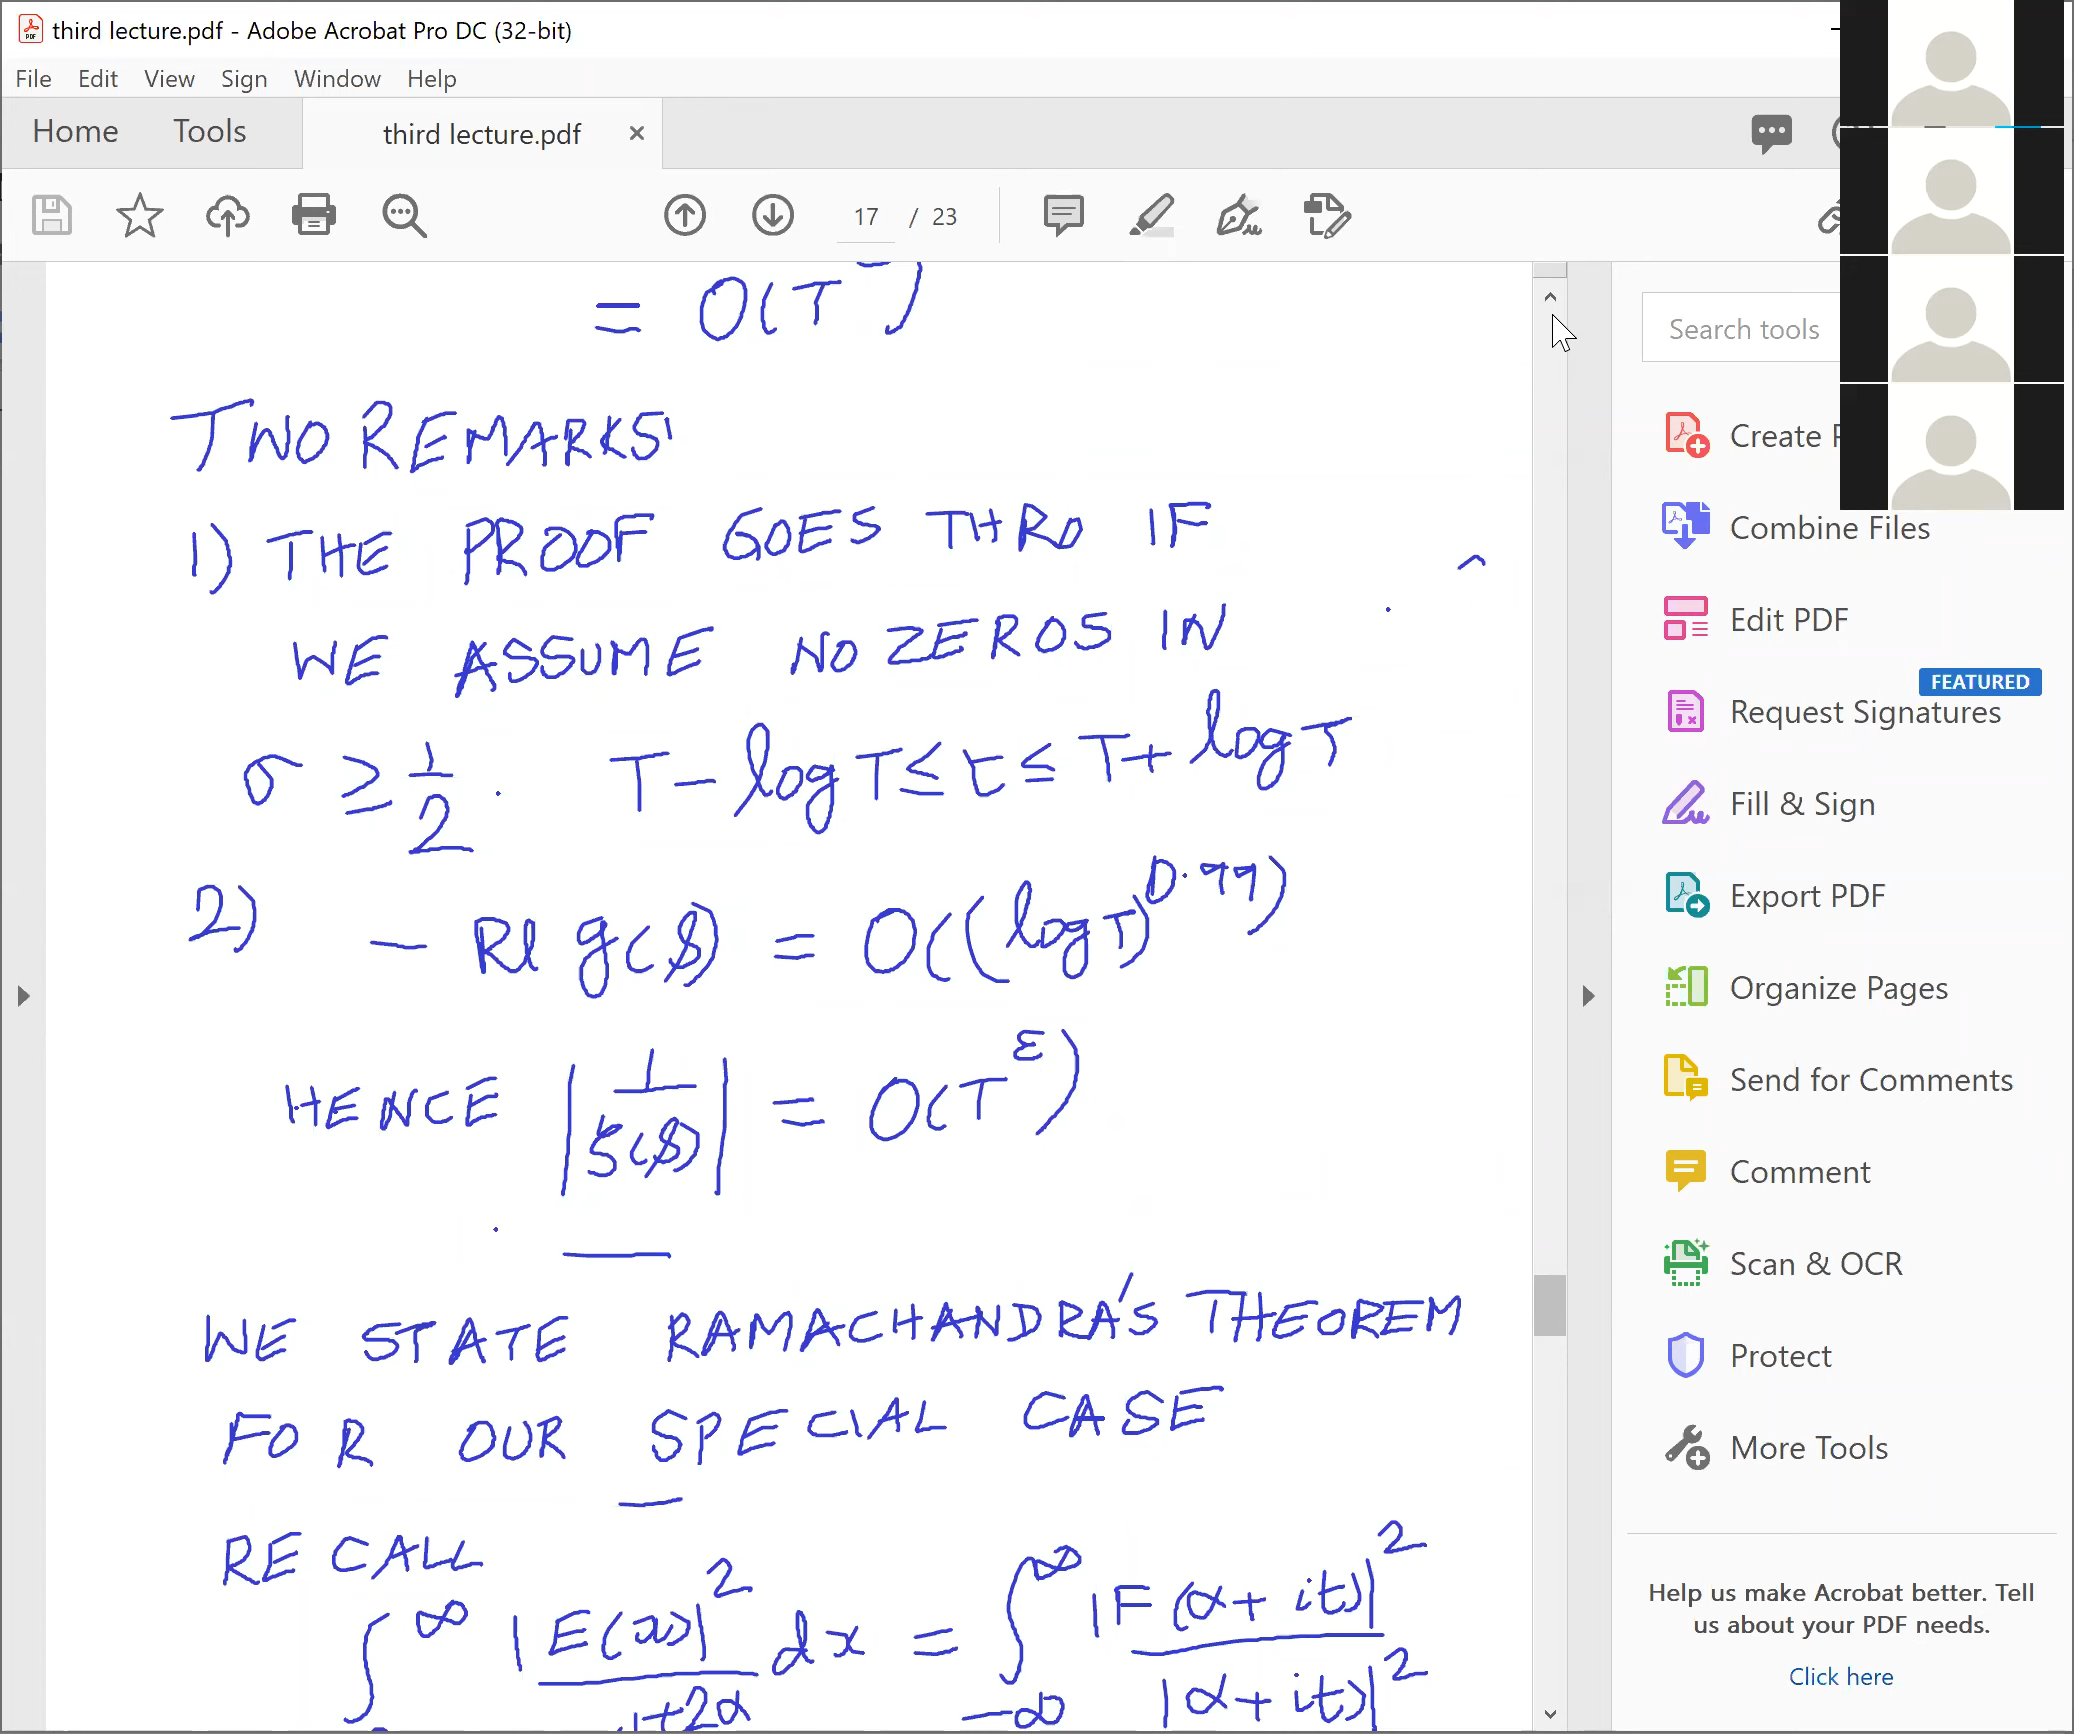 third lecture.pdf - Adobe Acrobat Pro DC (32-bit)
File Edit View Sign Window Help
Home Tools third lecture.pdf ×
17 / 23
= O(T
TWO REMARKS
1) THE PROOF GOES THRO IF
WE ASSUME NO ZEROS IN
σ ≥ 1/2. T - log T ≤ t ≤ T + log T
2) - Rl g(s) = O((log T)^0.99)
HENCE |1/ζ(s)| = O(T^ε)
WE STATE RAMACHANDRA'S THEOREM
FOR OUR SPECIAL CASE
RECALL
∫^∞ |E(x)|^2 / 1+2α dx = ∫_-∞^∞ |F(α+it)|^2 / |α+it)|^2
Search tools
Create
Combine Files
Edit PDF
FEATURED
Request Signatures
Fill & Sign
Export PDF
Organize Pages
Send for Comments
Comment
Scan & OCR
Protect
More Tools
Help us make Acrobat better. Tell
us about your PDF needs.
Click here